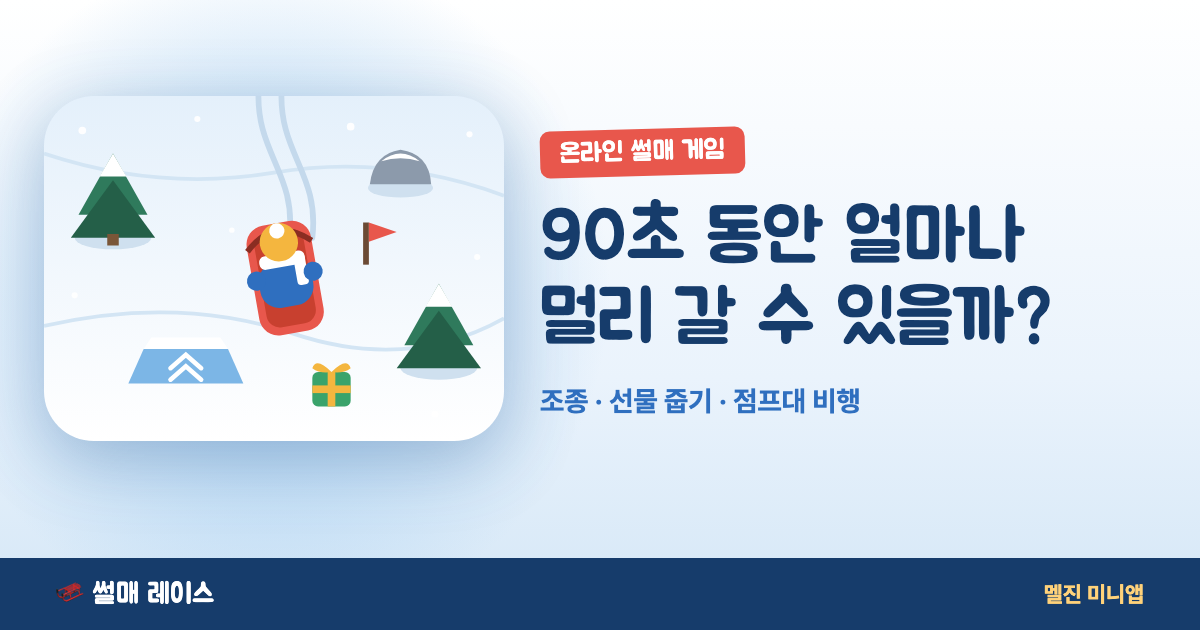 온라인 썰매 게임
90초 동안 얼마나
멀리 갈 수 있을까?
조종 · 선물 줍기 · 점프대 비행
썰매 레이스
멜진 미니앱